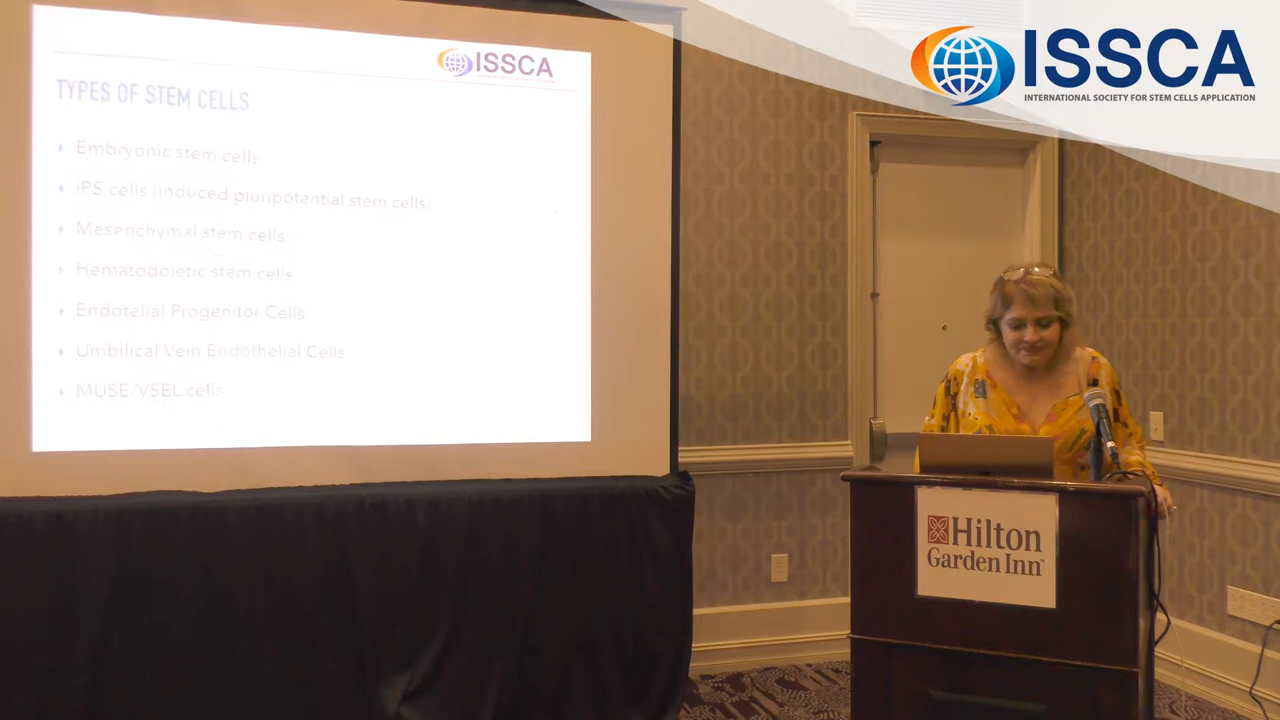 ISSCA
TYPES OF STEM CELLS
Embryonic stem cells
iPS cells (induced pluripotential stem cells)
Mesenchymal stem cells
Hematopoietic stem cells
Endotelial Progenitor Cells
Umbilical Vein Endothelial Cells
MUSE/VSEL cells
ISSCA
INTERNATIONAL SOCIETY FOR STEM CELLS APPLICATION
Hilton
Garden Inn™